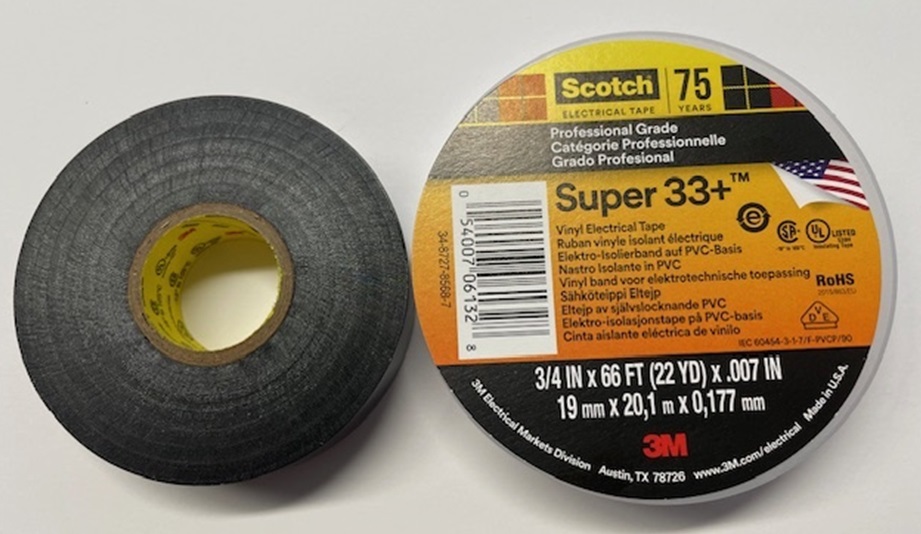 Scotch 75
ELECTRICAL TAPE YEARS
Professional Grade
Catégorie Professionnelle
Grado Profesional
Super 33+™
Vinyl Electrical Tape
Ruban vinyle isolant électrique
Elektro-Isolierband auf PVC-Basis
Nastro Isolante in PVC
Vinyl band voor elektrotechnische toepassing
Sähköteippi Eltejp
Eltejp av självslocknande PVC
Elektro-isolasjonstape på PVC-basis
Cinta aislante eléctrica de vinilo
0 54007 06132 8
34-8727-8568-7
LISTED
RoHS
2015/863/EU
VDE
IEC 60454-3-1-7/F-PVCP/90
3/4 IN x 66 FT (22 YD) x .007 IN
19 mm x 20,1 m x 0,177 mm
3M
3M Electrical Markets Division Austin, TX 78726 www.3M.com/electrical Made in U.S.A.